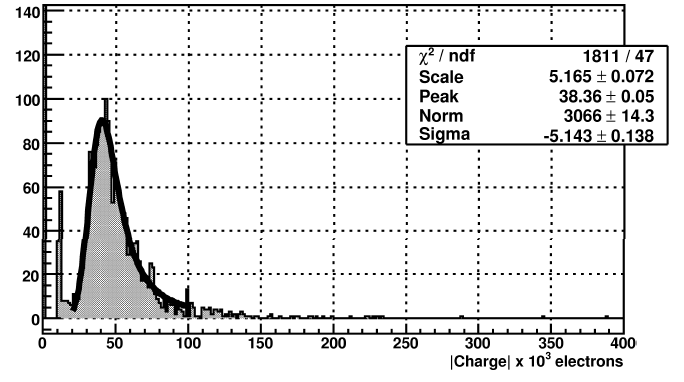 140
120
100
80
60
40
20
0
χ² / ndf 1811 / 47
Scale 5.165 ± 0.072
Peak 38.36 ± 0.05
Norm 3066 ± 14.3
Sigma -5.143 ± 0.138
0 50 100 150 200 250 300 350 400
|Charge| x 10³ electrons